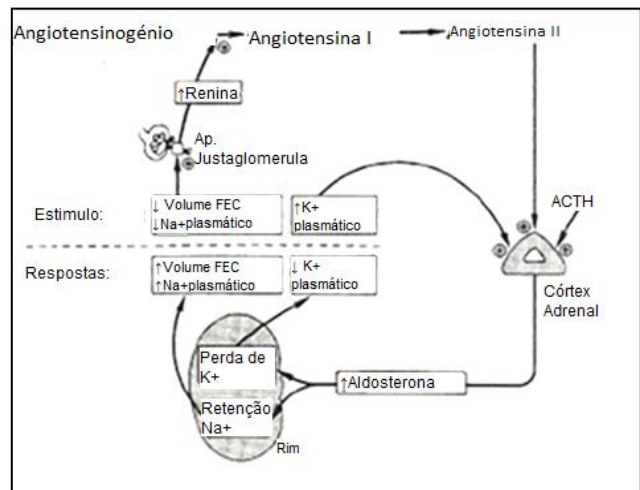 Angiotensinogénio
Angiotensina I
Angiotensina II
↑Renina
Ap.
Justaglomerula
Estimulo:
↓ Volume FEC
↓Na+plasmático
↑K+
plasmático
ACTH
Respostas:
↑Volume FEC
↑Na+plasmático
↓ K+
plasmático
Córtex
Adrenal
Perda de
K+
↑Aldosterona
Retenção
Na+
Rim